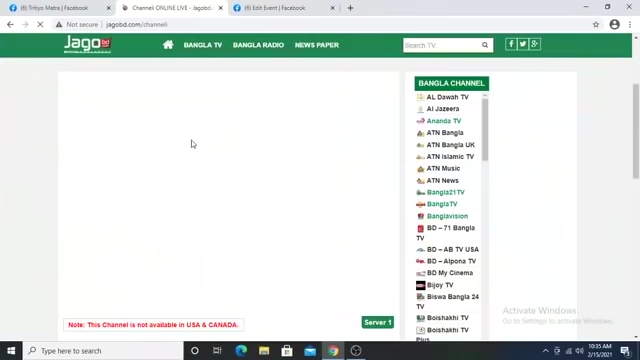 (6) Tritiyo Matra | Facebook
Channeli ONLINE LIVE - Jagobd.c
(6) Edit Event | Facebook
Not secure | jagobd.com/channeli
Jago bd
BANGLA TV
BANGLA RADIO
NEWS PAPER
Search TV
BANGLA CHANNEL
AL Dawah TV
Al Jazeera
Ananda TV
ATN Bangla
ATN Bangla UK
ATN Islamic TV
ATN Music
ATN News
Bangla21TV
BanglaTV
Banglavision
BD – 71 Bangla
TV
BD – AB TV USA
BD – Alpona TV
BD My Cinema
Bijoy TV
Biswa Bangla 24
TV
Boishakhi TV
Boishakhi TV
Plus
Note: This Channel is not available in USA & CANADA.
Server 1
Activate Windows
Go to Settings to activate Windows.
Type here to search
10:35 AM
2/15/2021